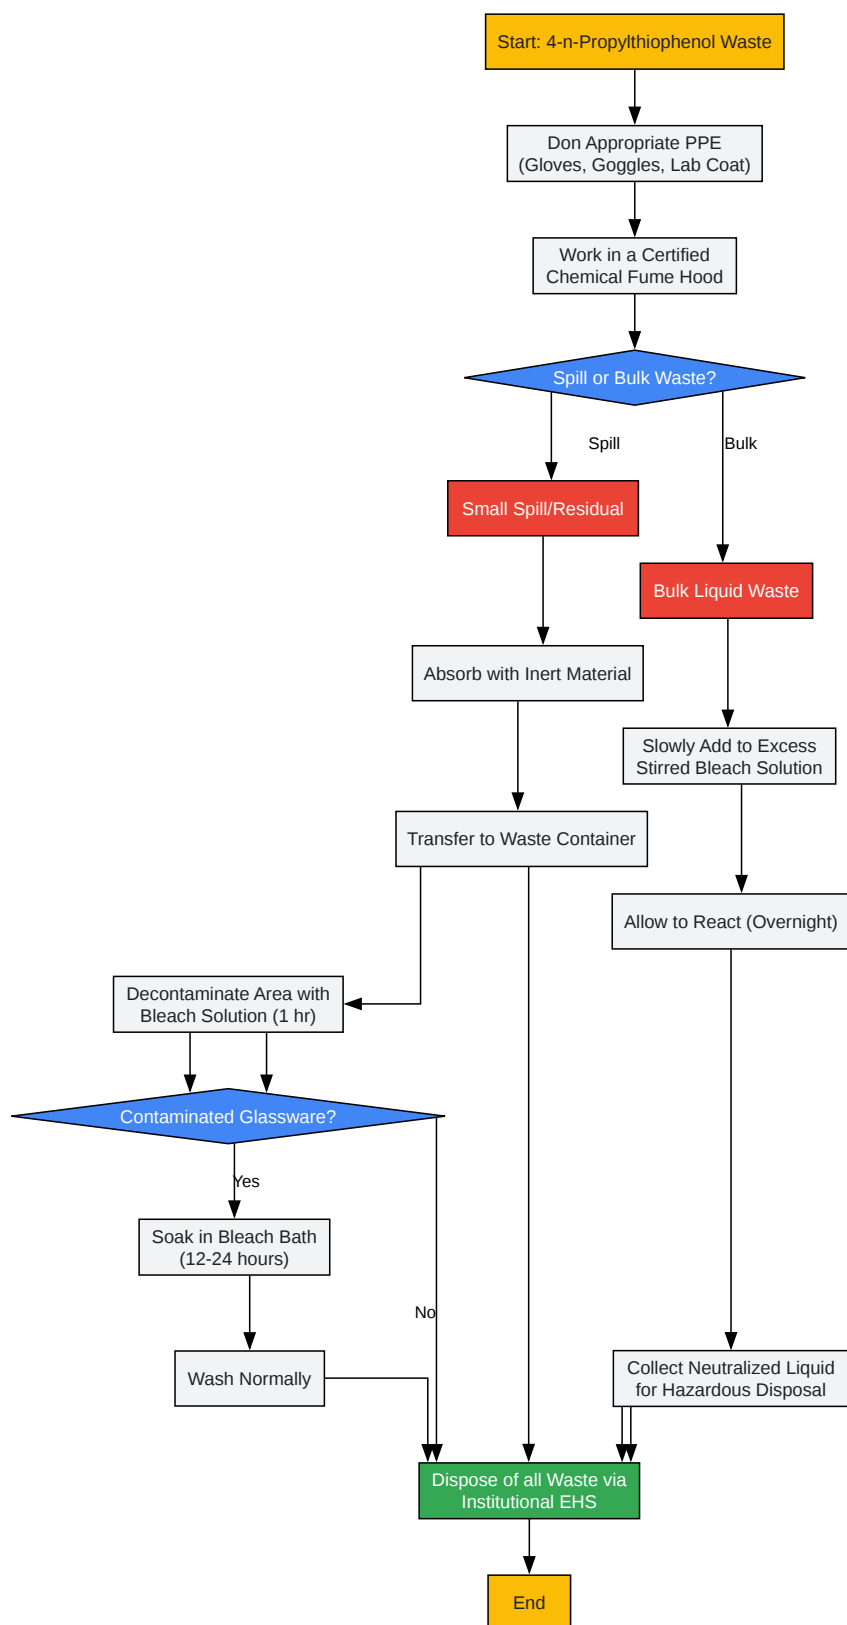 Start: 4-n-Propylthiophenol Waste
Don Appropriate PPE
(Gloves, Goggles, Lab Coat)
Work in a Certified
Chemical Fume Hood
Spill or Bulk Waste?
Spill
Bulk
Small Spill/Residual
Bulk Liquid Waste
Absorb with Inert Material
Slowly Add to Excess
Stirred Bleach Solution
Transfer to Waste Container
Allow to React (Overnight)
Decontaminate Area with
Bleach Solution (1 hr)
Contaminated Glassware?
Yes
Soak in Bleach Bath
(12-24 hours)
No
Wash Normally
Collect Neutralized Liquid
for Hazardous Disposal
Dispose of all Waste via
Institutional EHS
End